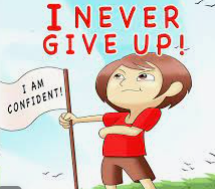 I NEVER
GIVE UP!
I AM
CONFIDENT!